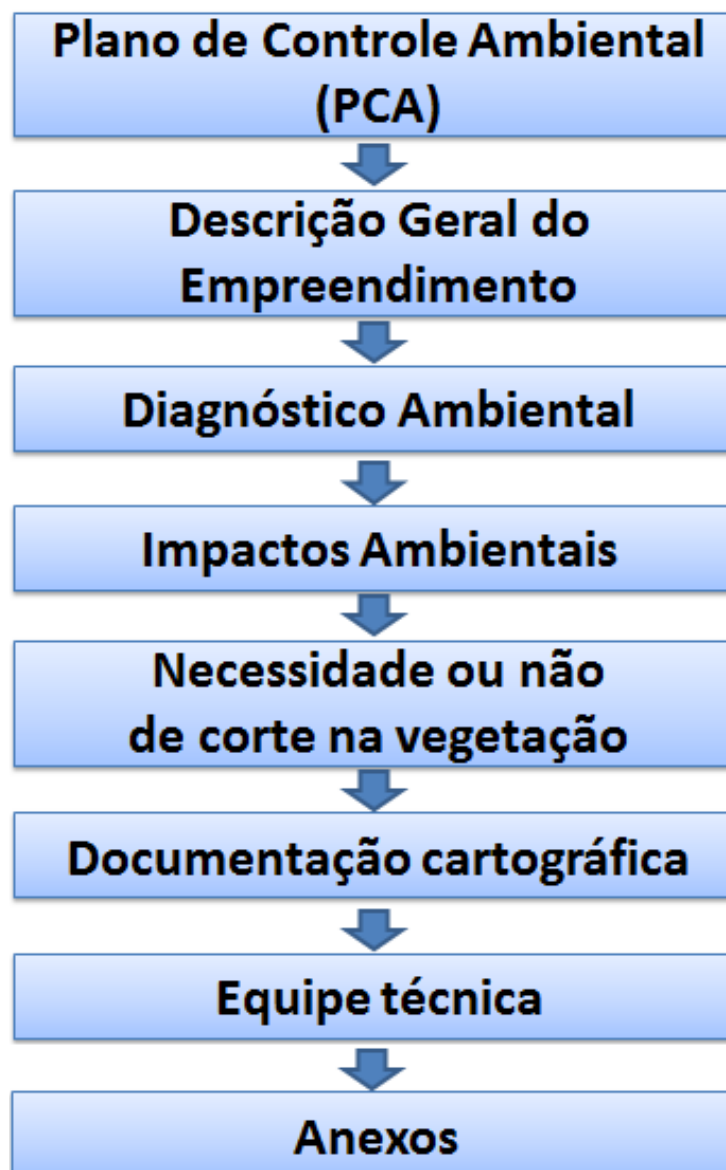 Plano de Controle Ambiental
(PCA)
Descrição Geral do
Empreendimento
Diagnóstico Ambiental
Impactos Ambientais
Necessidade ou não
de corte na vegetação
Documentação cartográfica
Equipe técnica
Anexos